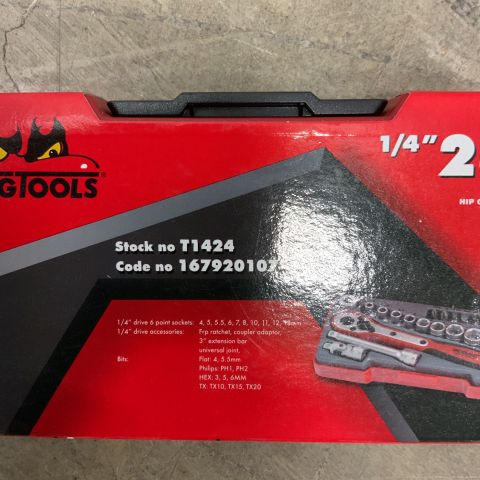 GTOOLS®
1/4" 2
HIP
Stock no T1424
Code no 167920107
1/4" drive 6 point sockets: 4, 5, 5.5, 6, 7, 8, 10, 11, 12, 13mm
1/4" drive accessories: Frp ratchet, coupler adaptor,
3" extension bar
universal joint,
Bits: Flat: 4, 5.5mm
Philips: PH1, PH2
HEX: 3, 5, 6MM
TX: TX10, TX15, TX20